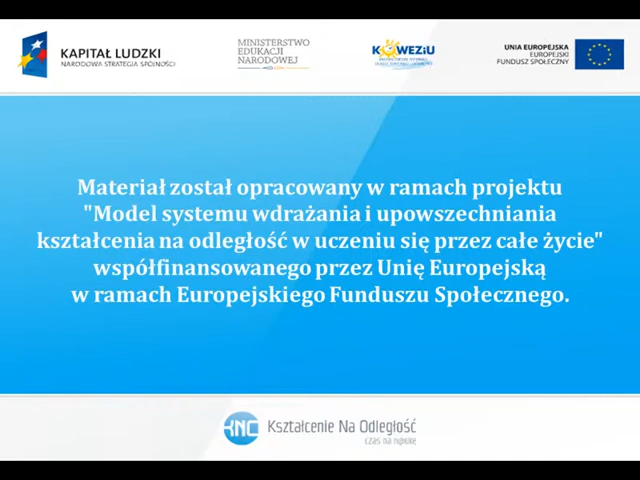 KAPITAŁ LUDZKI
NARODOWA STRATEGIA SPÓJNOŚCI
MINISTERSTWO
EDUKACJI
NARODOWEJ
KOWEZiU
UNIA EUROPEJSKA
EUROPEJSKI
FUNDUSZ SPOŁECZNY
Materiał został opracowany w ramach projektu
"Model systemu wdrażania i upowszechniania
kształcenia na odległość w uczeniu się przez całe życie"
współfinansowanego przez Unię Europejską
w ramach Europejskiego Funduszu Społecznego.
KNO Kształcenie Na Odległość
czas na naukę